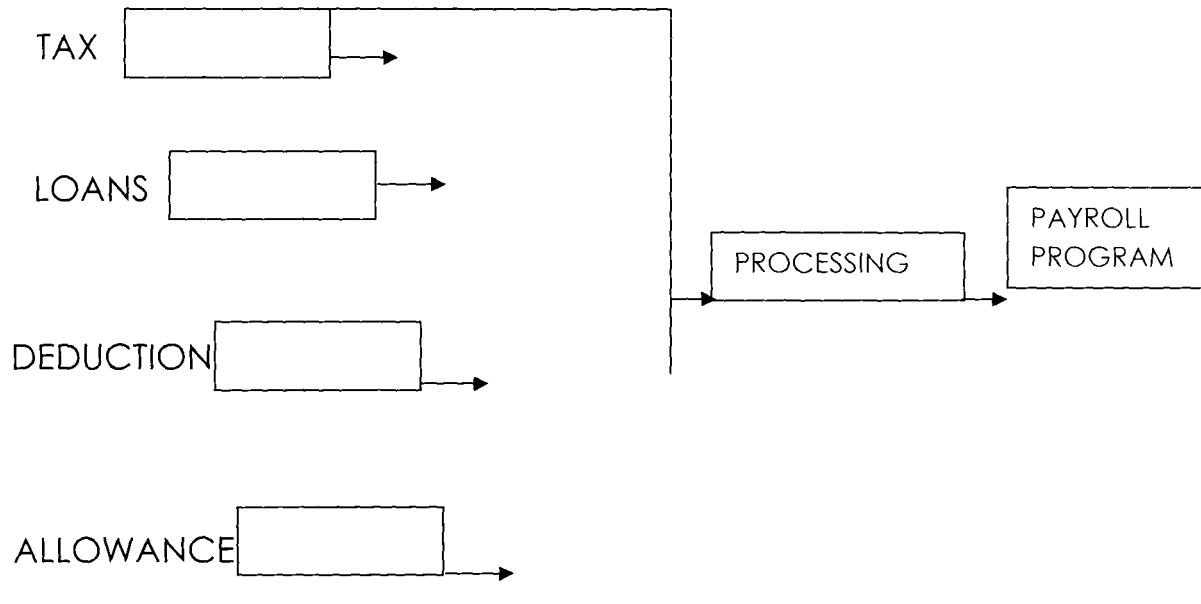 TAX
LOANS
DEDUCTION
ALLOWANCE
PROCESSING
PAYROLL
PROGRAM